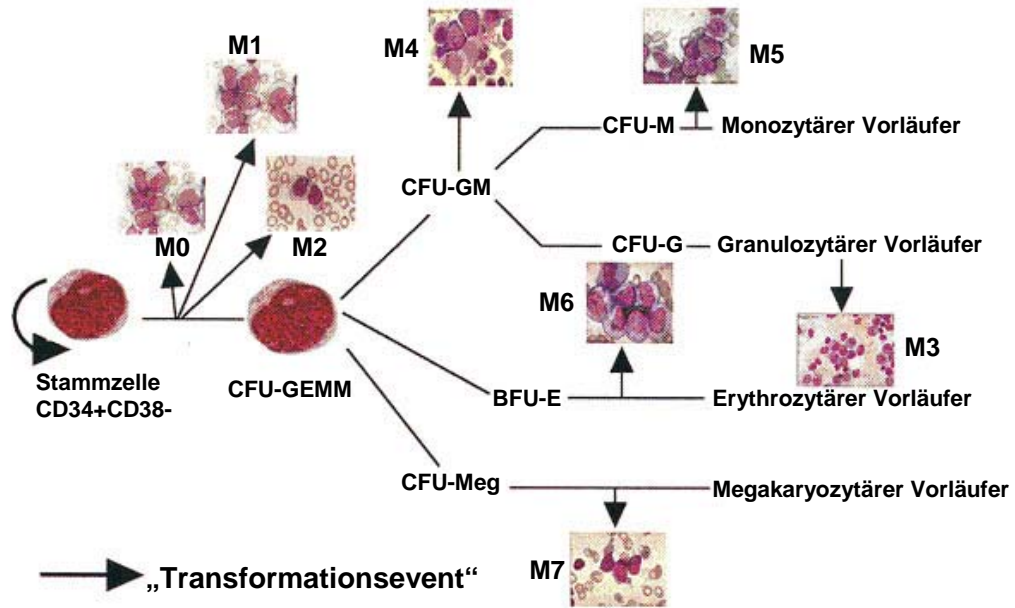 M1
M4
M5
CFU-M
Monozytärer Vorläufer
CFU-GM
M0
M2
CFU-G
Granulozytärer Vorläufer
M6
M3
Stammzelle
CD34+CD38-
CFU-GEMM
BFU-E
Erythrozytärer Vorläufer
CFU-Meg
Megakaryozytärer Vorläufer
M7
„Transformationsevent“